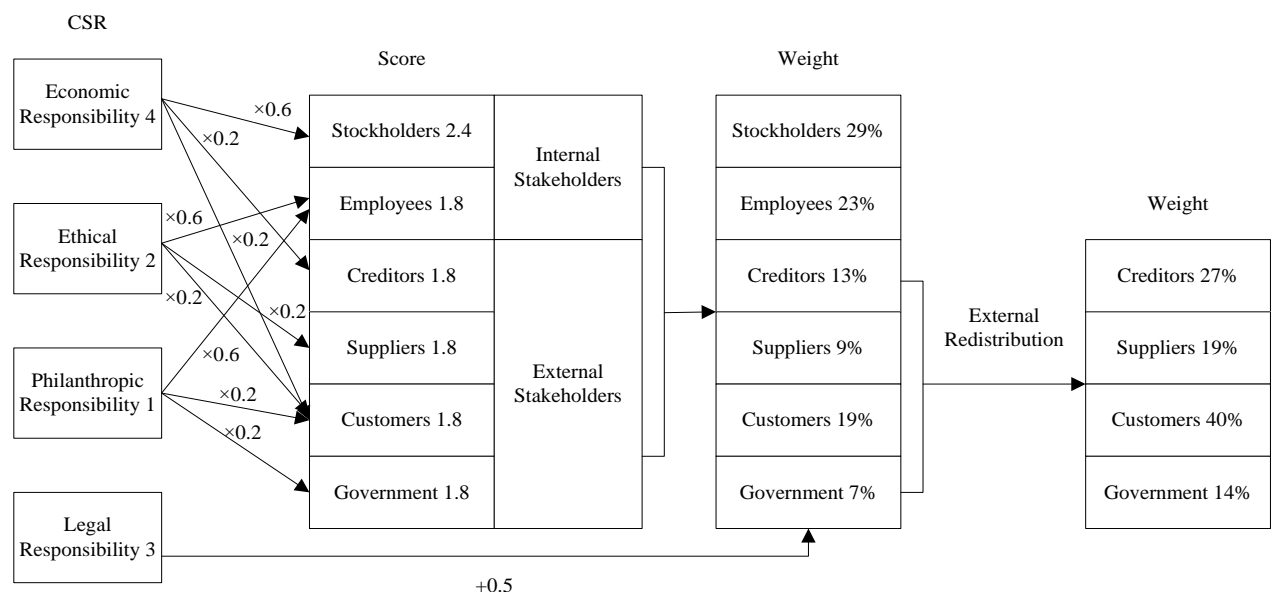 CSR
Economic
Responsibility 4
Ethical
Responsibility 2
Philanthropic
Responsibility 1
Legal
Responsibility 3
×0.6
×0.2
×0.6
×0.2
×0.2
×0.2
×0.6
×0.2
×0.2
+0.5
Score
Stockholders 2.4
Employees 1.8
Creditors 1.8
Suppliers 1.8
Customers 1.8
Government 1.8
Internal
Stakeholders
External
Stakeholders
Weight
Stockholders 29%
Employees 23%
Creditors 13%
Suppliers 9%
Customers 19%
Government 7%
External
Redistribution
Weight
Creditors 27%
Suppliers 19%
Customers 40%
Government 14%